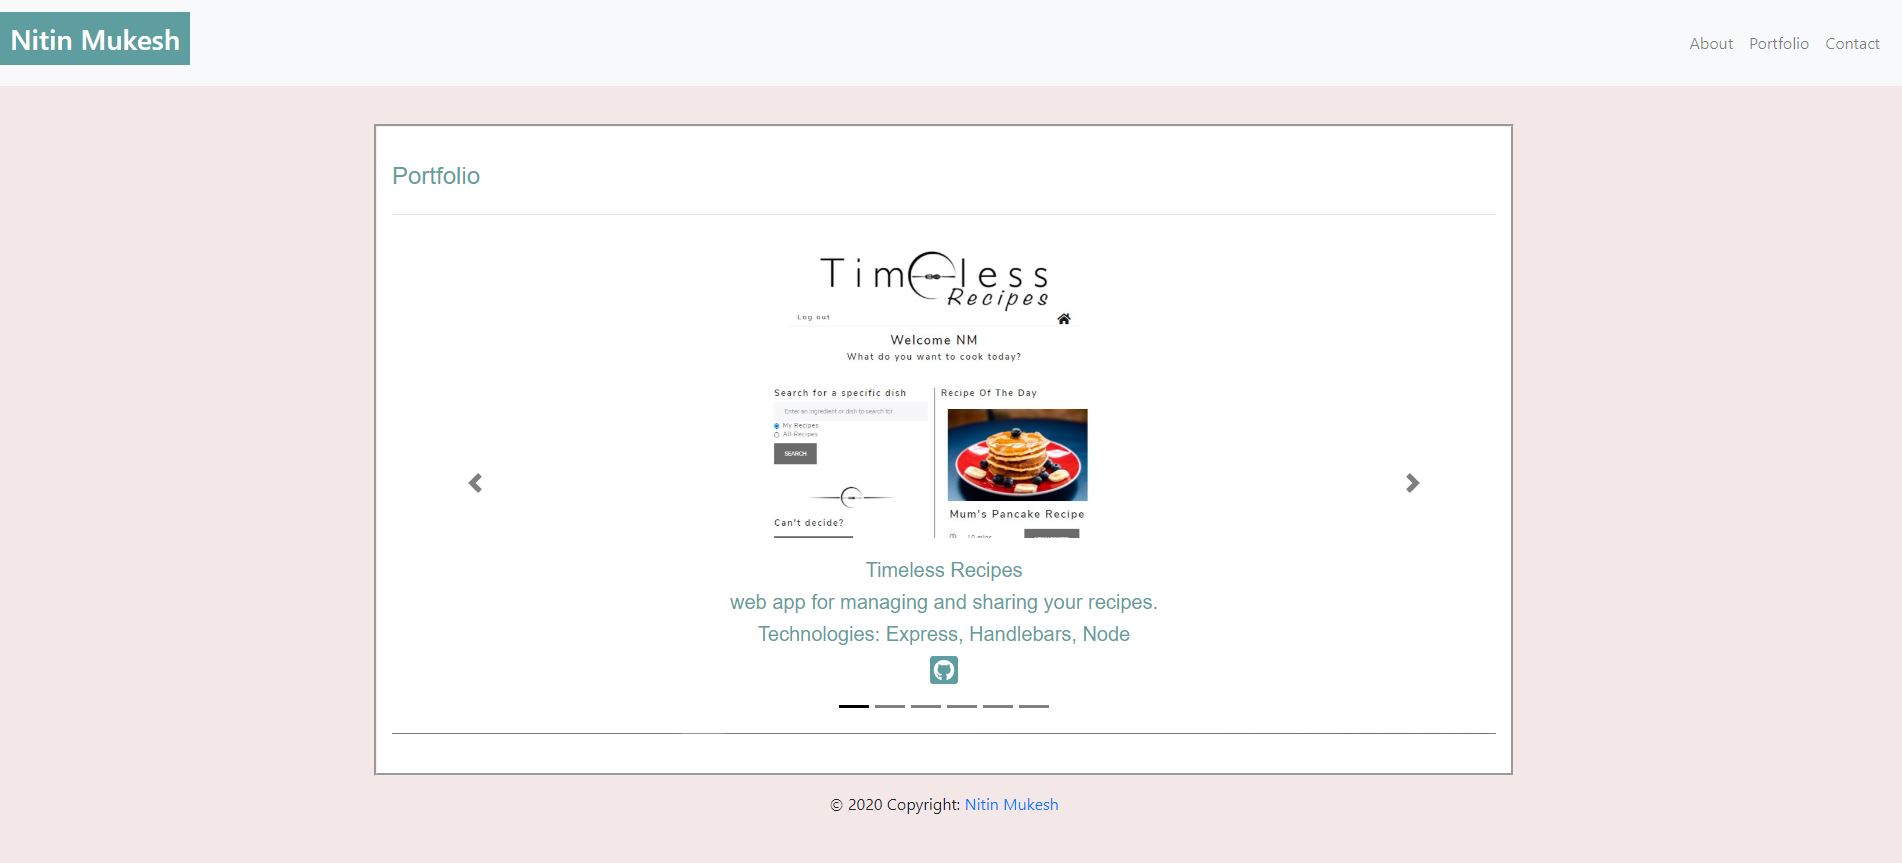 Nitin Mukesh
About Portfolio Contact
Portfolio
Timeless
Recipes
Log out
Welcome NM
What do you want to cook today?
Search for a specific dish
Enter an ingredient or dish to search for
My Recipes
All Recipes
SEARCH
Can't decide?
Recipe Of The Day
Mum's Pancake Recipe
Timeless Recipes
web app for managing and sharing your recipes.
Technologies: Express, Handlebars, Node
© 2020 Copyright: Nitin Mukesh